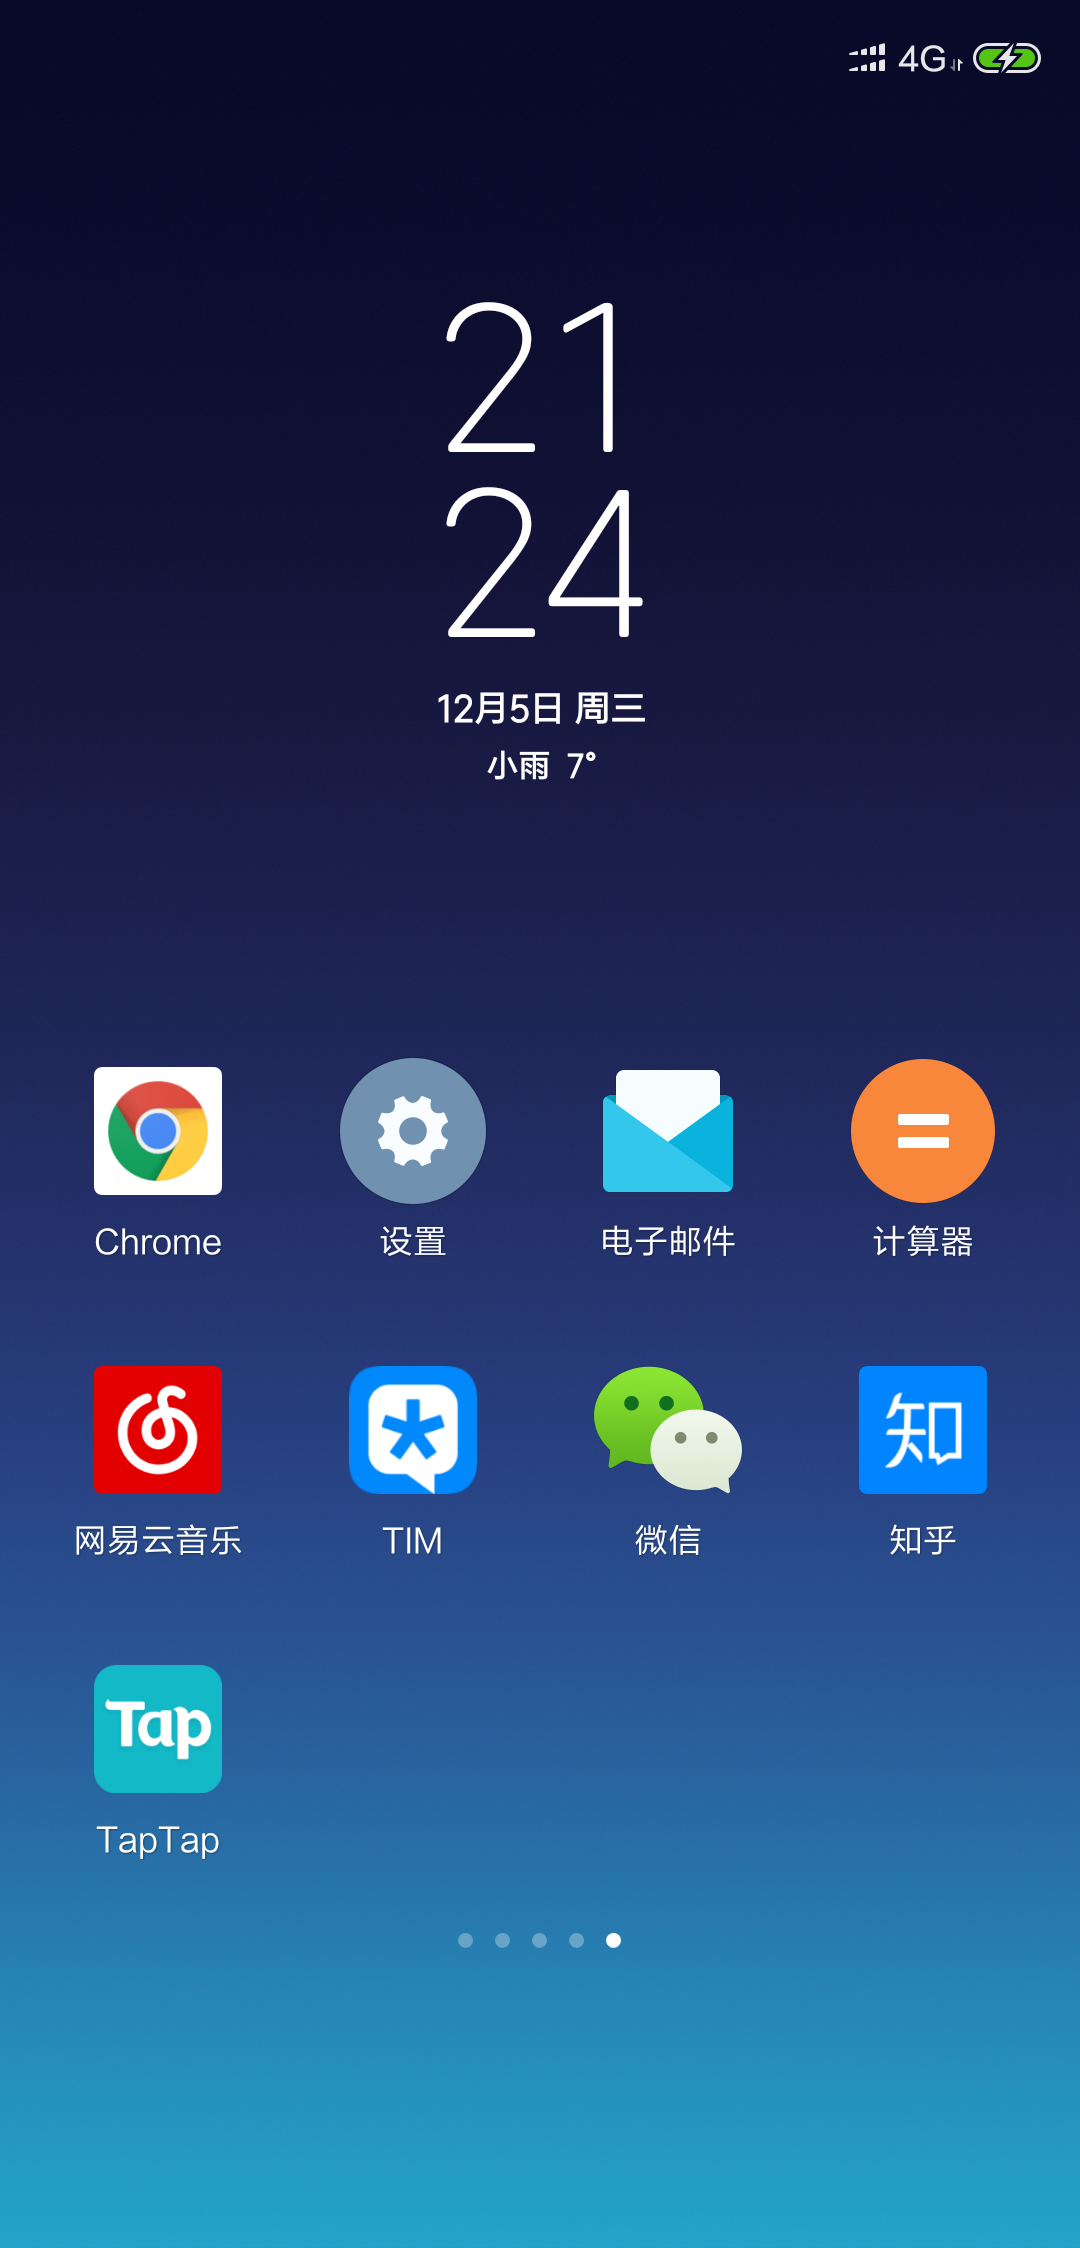 4G
21
24
12月5日 周三
小雨 7°
Chrome
设置
电子邮件
计算器
知
网易云音乐
TIM
微信
知乎
Tap
TapTap